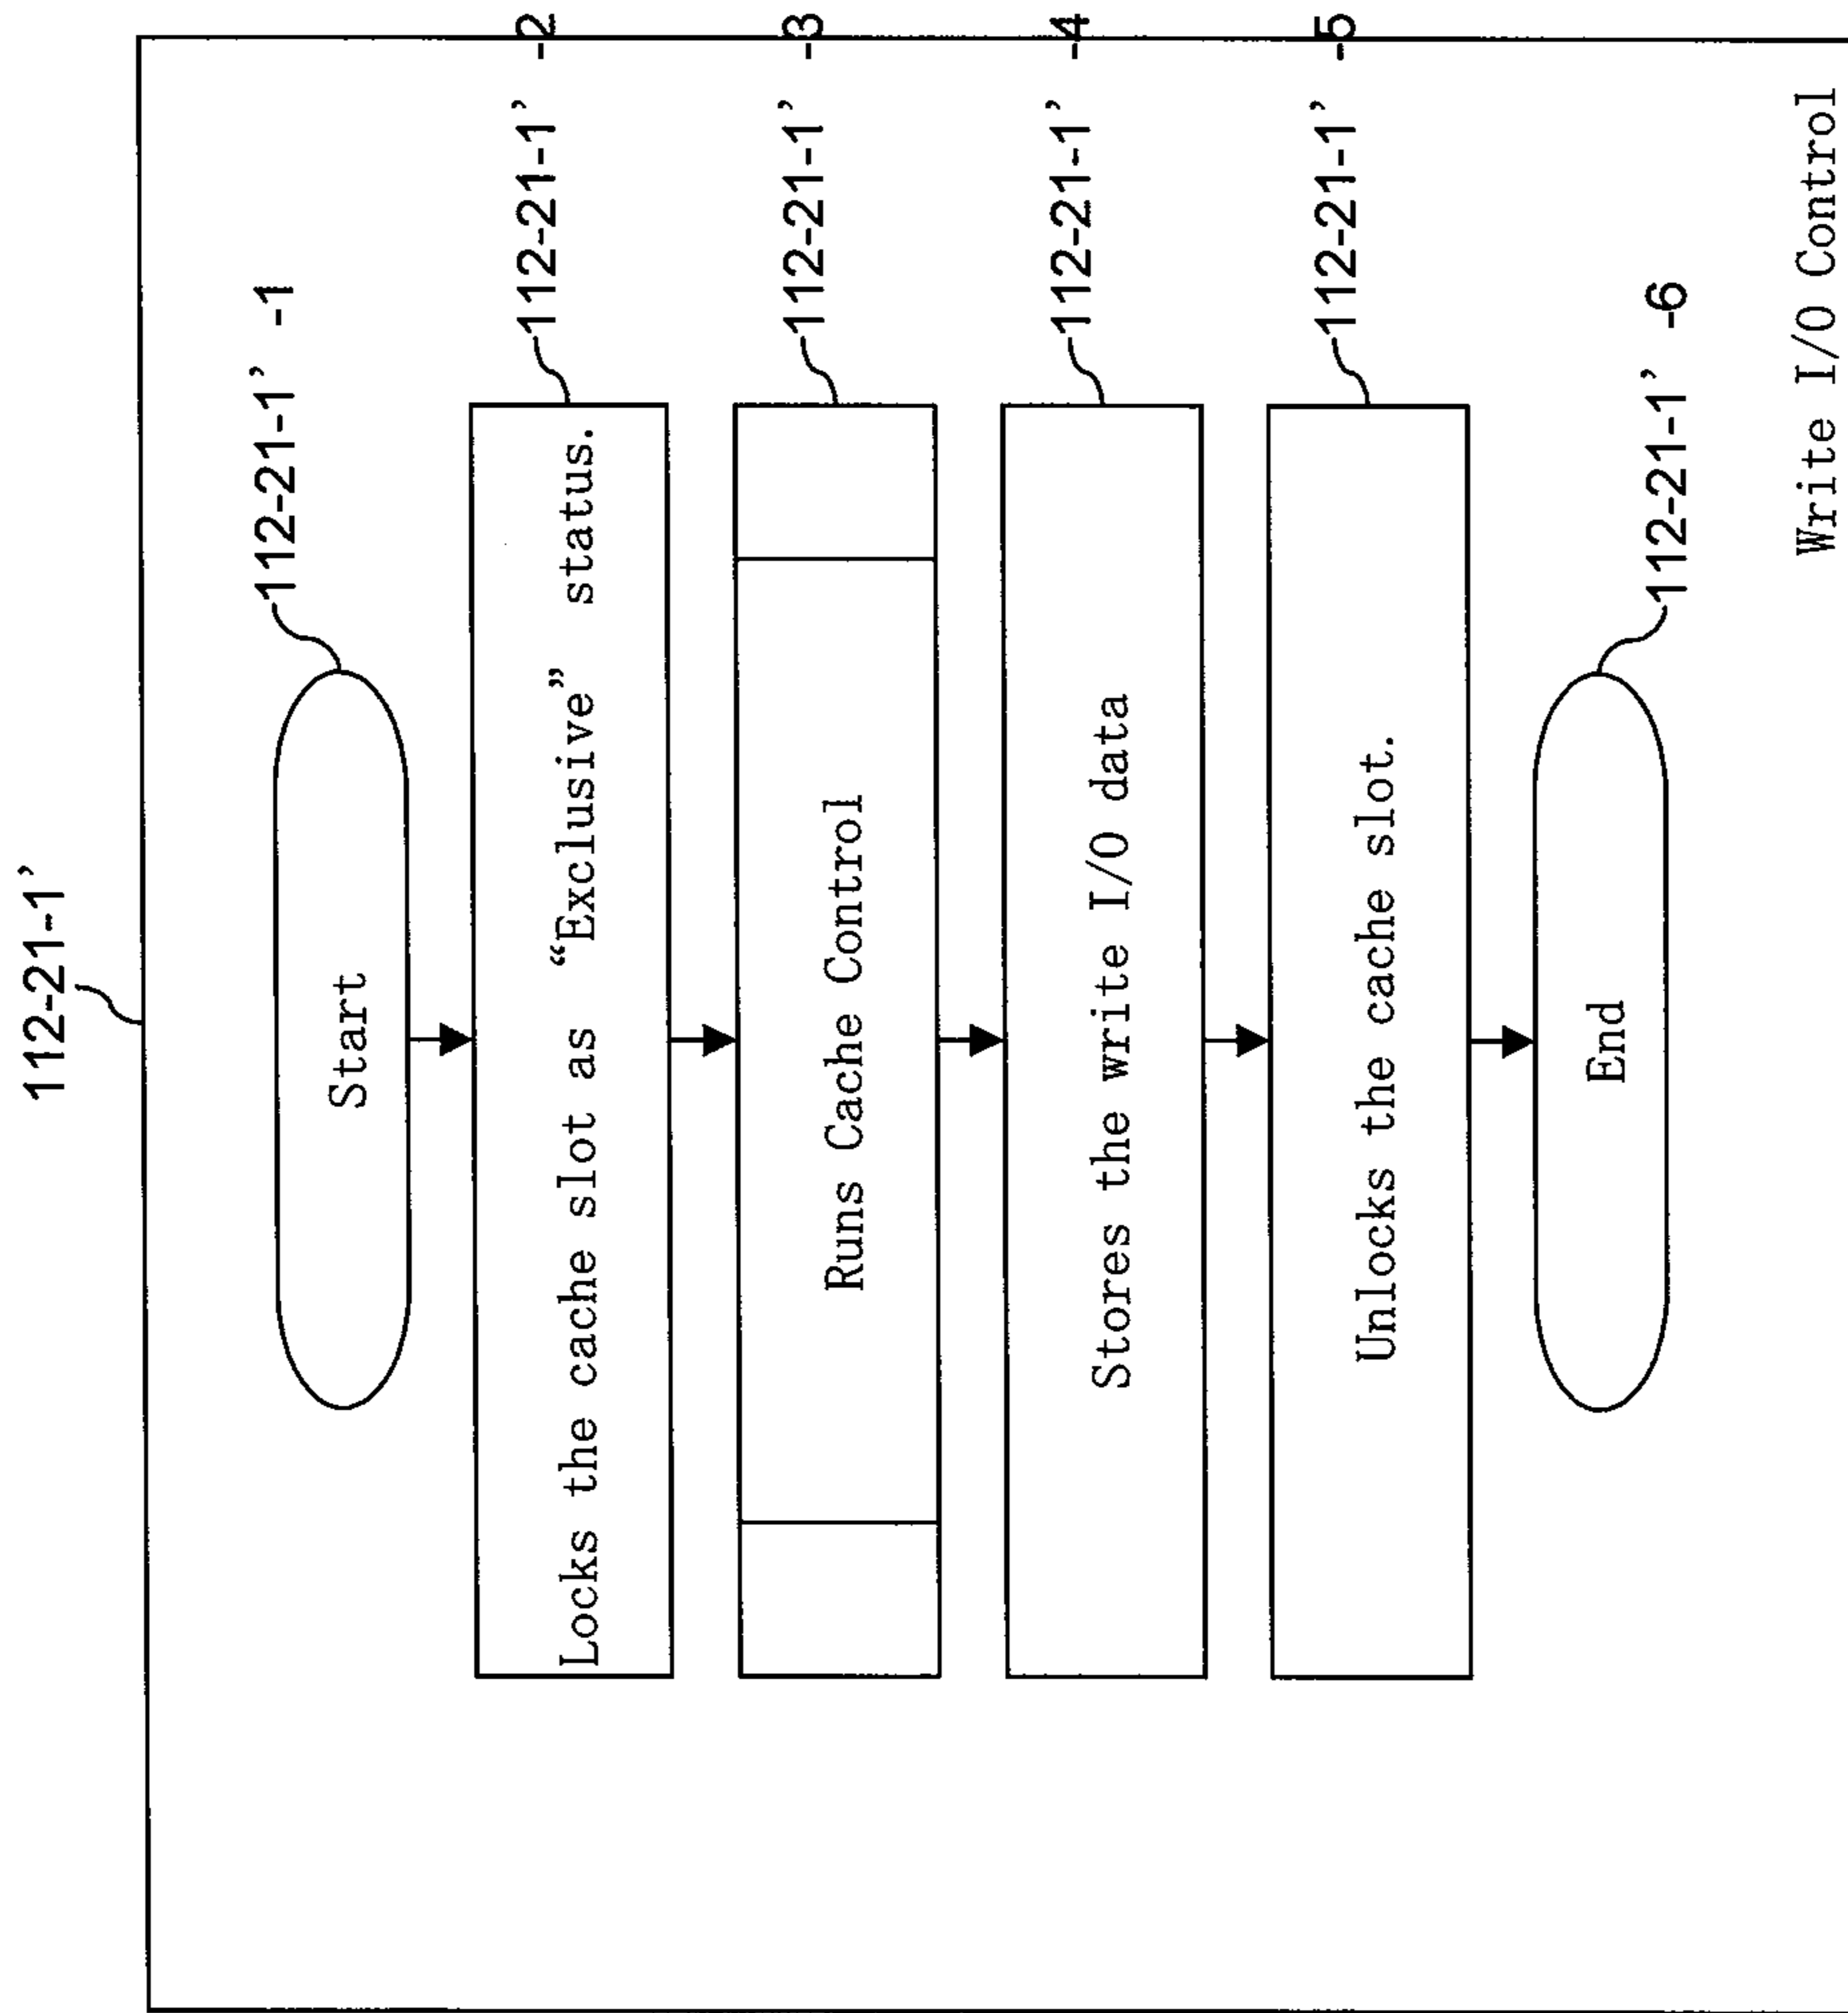 112-21-1’
Start
112-21-1’ -1
Locks the cache slot as “Exclusive” status.
112-21-1’ -2
Runs Cache Control
112-21-1’ -3
Stores the write I/O data
112-21-1’ -4
Unlocks the cache slot.
112-21-1’ -5
End
112-21-1’ -6
Write I/O Control